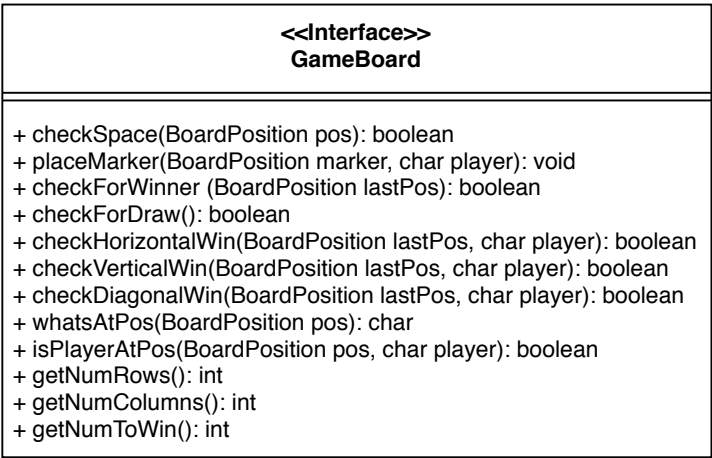 <<Interface>>
GameBoard
+ checkSpace(BoardPosition pos): boolean
+ placeMarker(BoardPosition marker, char player): void
+ checkForWinner (BoardPosition lastPos): boolean
+ checkForDraw(): boolean
+ checkHorizontalWin(BoardPosition lastPos, char player): boolean
+ checkVerticalWin(BoardPosition lastPos, char player): boolean
+ checkDiagonalWin(BoardPosition lastPos, char player): boolean
+ whatsAtPos(BoardPosition pos): char
+ isPlayerAtPos(BoardPosition pos, char player): boolean
+ getNumRows(): int
+ getNumColumns(): int
+ getNumToWin(): int